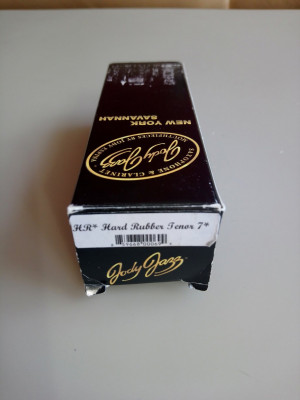 NEW YORK
SAVANNAH
SAXOPHONE & CLARINET
Jody Jazz
MOUTHPIECES BY JODY ESPINA
HR* Hard Rubber Tenor 7*
Jody Jazz